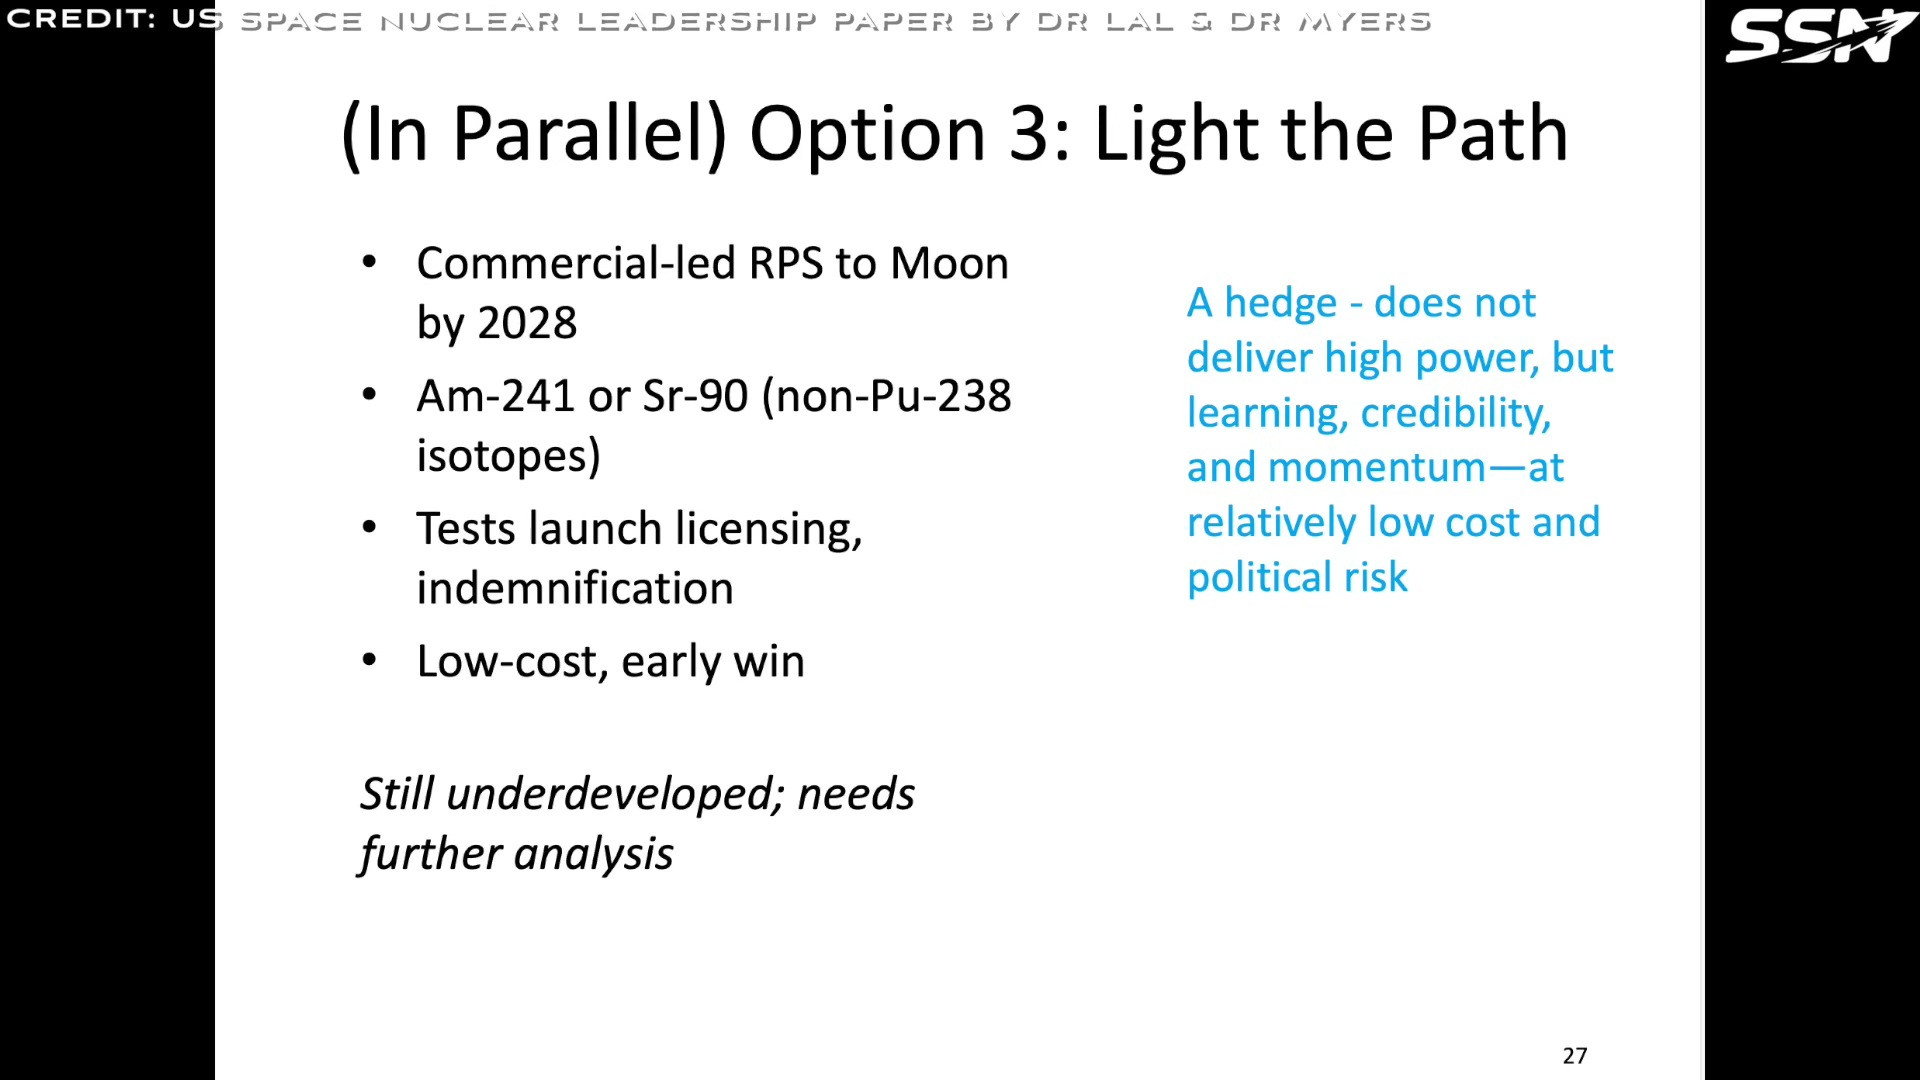 CREDIT: US SPACE NUCLEAR LEADERSHIP PAPER BY DR LAL & DR MYERS
SSN
(In Parallel) Option 3: Light the Path
• Commercial-led RPS to Moon
by 2028
• Am-241 or Sr-90 (non-Pu-238
isotopes)
• Tests launch licensing,
indemnification
• Low-cost, early win
Still underdeveloped; needs
further analysis
A hedge - does not
deliver high power, but
learning, credibility,
and momentum—at
relatively low cost and
political risk
27